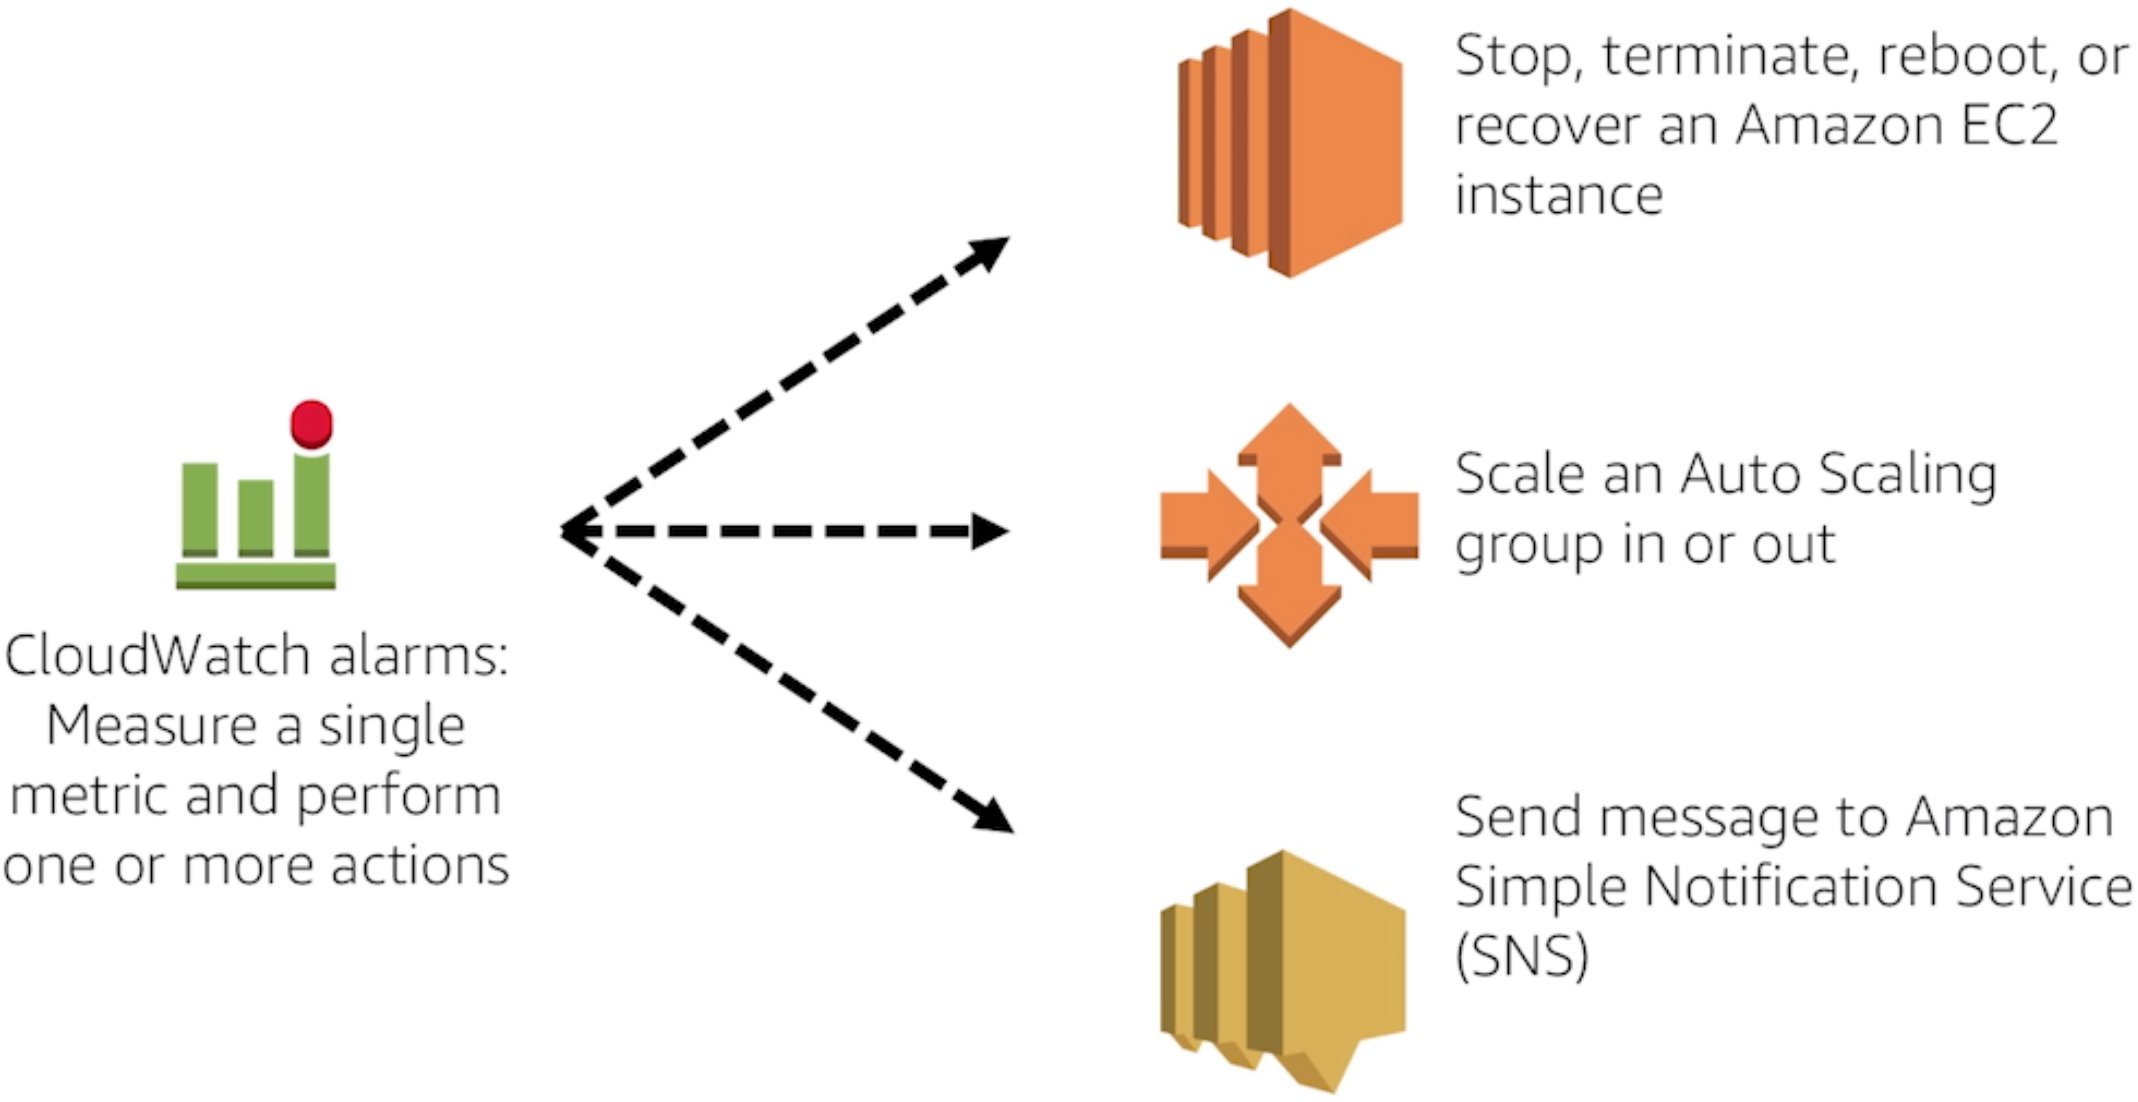 Stop, terminate, reboot, or
recover an Amazon EC2
instance
Scale an Auto Scaling
group in or out
CloudWatch alarms:
Measure a single
metric and perform
one or more actions
Send message to Amazon
Simple Notification Service
(SNS)